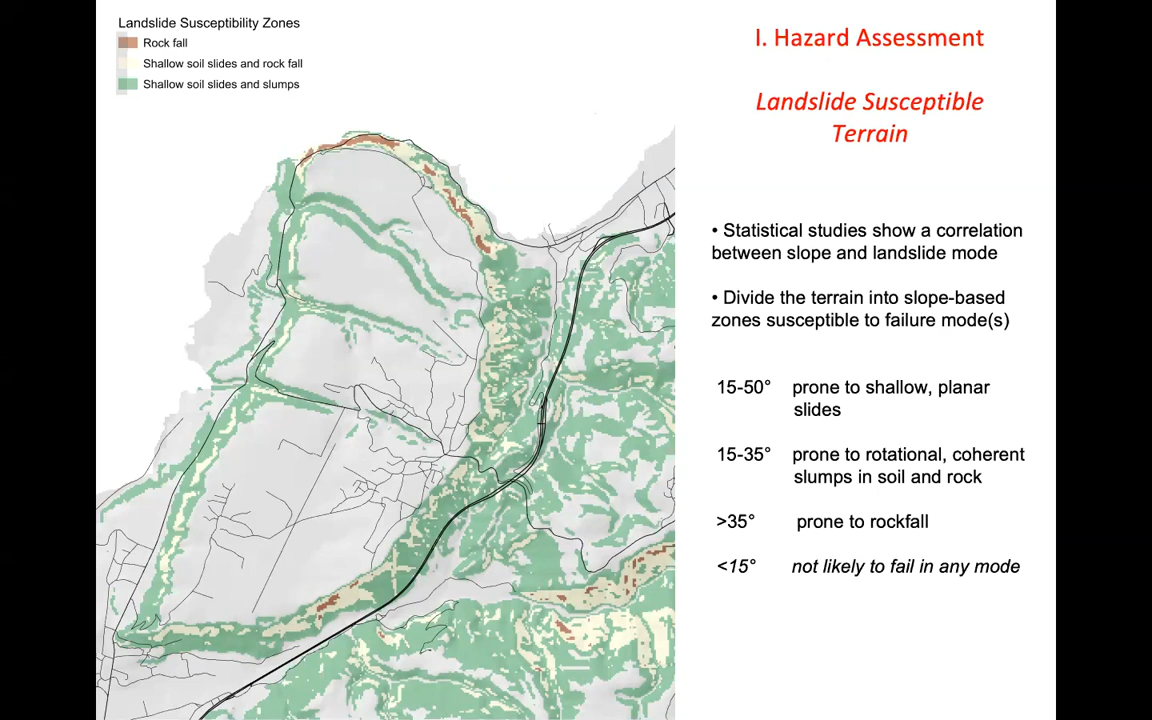 Landslide Susceptibility Zones
Rock fall
Shallow soil slides and rock fall
Shallow soil slides and slumps
I. Hazard Assessment
Landslide Susceptible
Terrain
• Statistical studies show a correlation
between slope and landslide mode
• Divide the terrain into slope-based
zones susceptible to failure mode(s)
15-50° prone to shallow, planar
slides
15-35° prone to rotational, coherent
slumps in soil and rock
>35° prone to rockfall
<15° not likely to fail in any mode